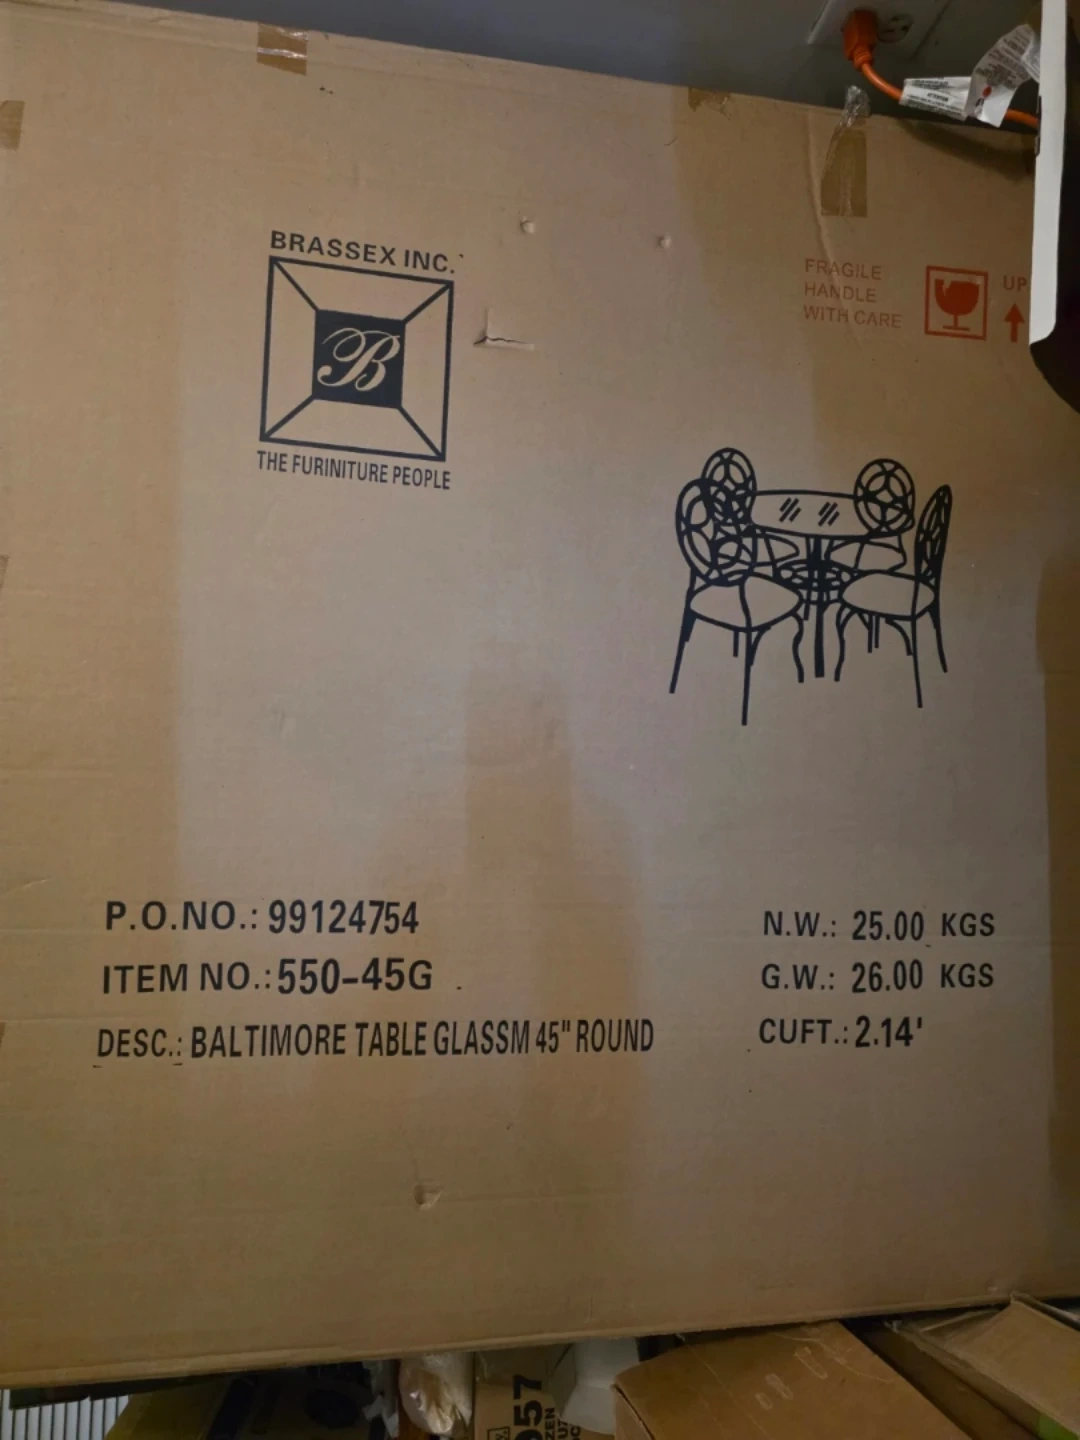 BRASSEX INC.
B
THE FURINITURE PEOPLE
FRAGILE
HANDLE
WITH CARE
UP
P.O.NO.: 99124754
ITEM NO.: 550-45G
DESC.: BALTIMORE TABLE GLASSM 45" ROUND
N.W.: 25.00 KGS
G.W.: 26.00 KGS
CUFT.: 2.14'